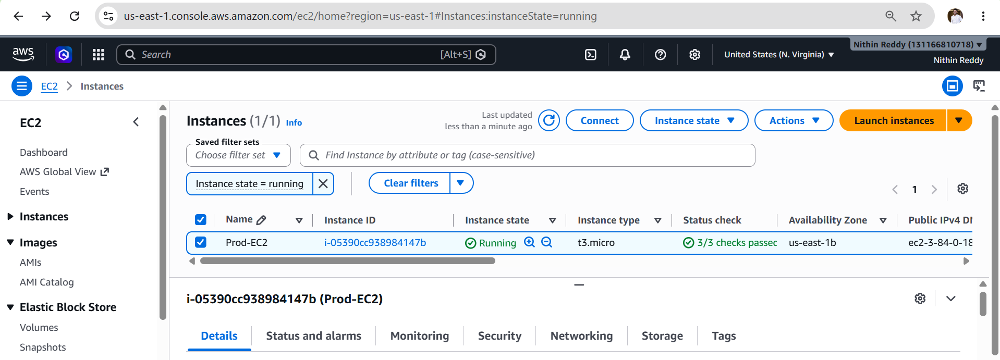 us-east-1.console.aws.amazon.com/ec2/home?region=us-east-1#Instances:instanceState=running
aws
Search [Alt+S]
United States (N. Virginia)
Nithin Reddy (131166810718)
Nithin Reddy
EC2 Instances
EC2
Dashboard
AWS Global View
Events
Instances
Images
AMIs
AMI Catalog
Elastic Block Store
Volumes
Snapshots
Instances (1/1) Info
Last updated
less than a minute ago
Connect Instance state Actions Launch instances
Saved filter sets
Choose filter set Find Instance by attribute or tag (case-sensitive)
Instance state = running Clear filters 1
Name Instance ID Instance state Instance type Status check Availability Zone Public IPv4 DN
Prod-EC2 i-05390cc938984147b Running t3.micro 3/3 checks passed us-east-1b ec2-3-84-0-18
i-05390cc938984147b (Prod-EC2)
Details Status and alarms Monitoring Security Networking Storage Tags